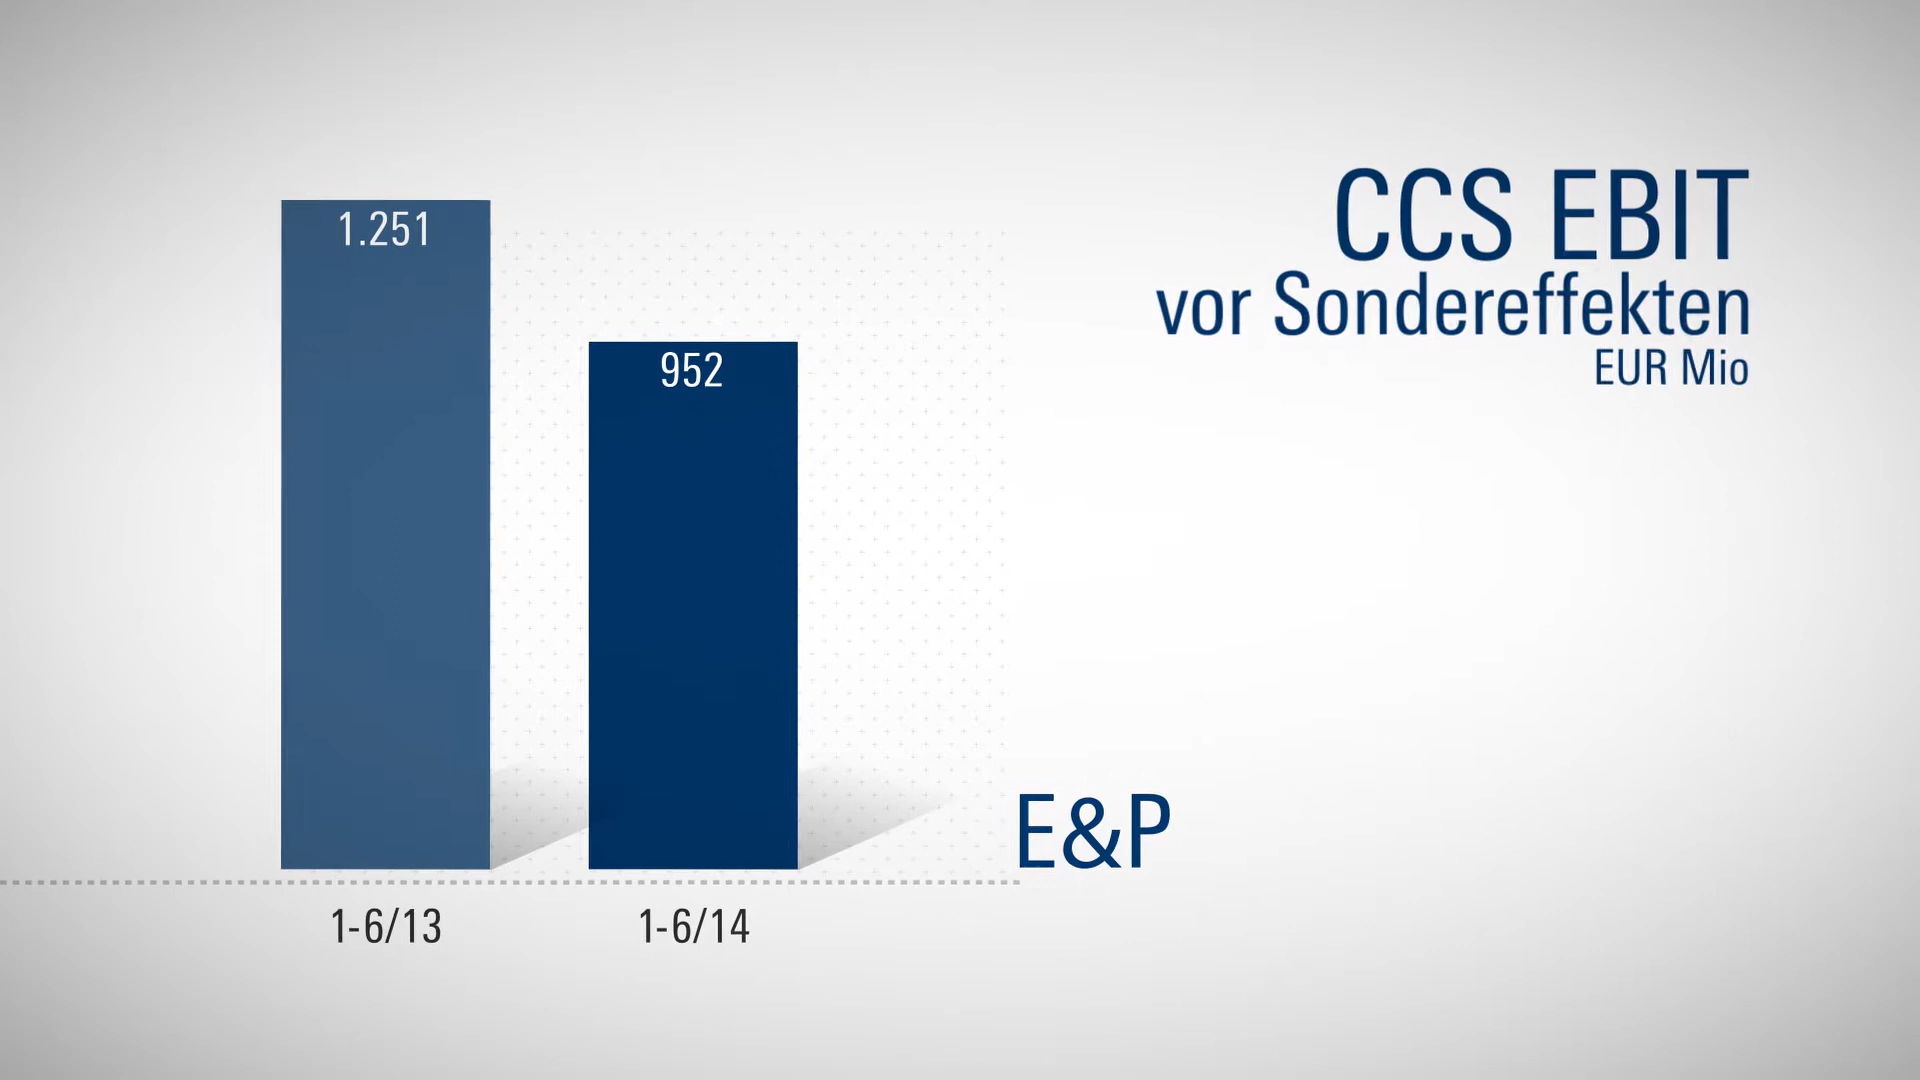 CCS EBIT
vor Sondereffekten
EUR Mio
1.251
952
E&P
1-6/13
1-6/14